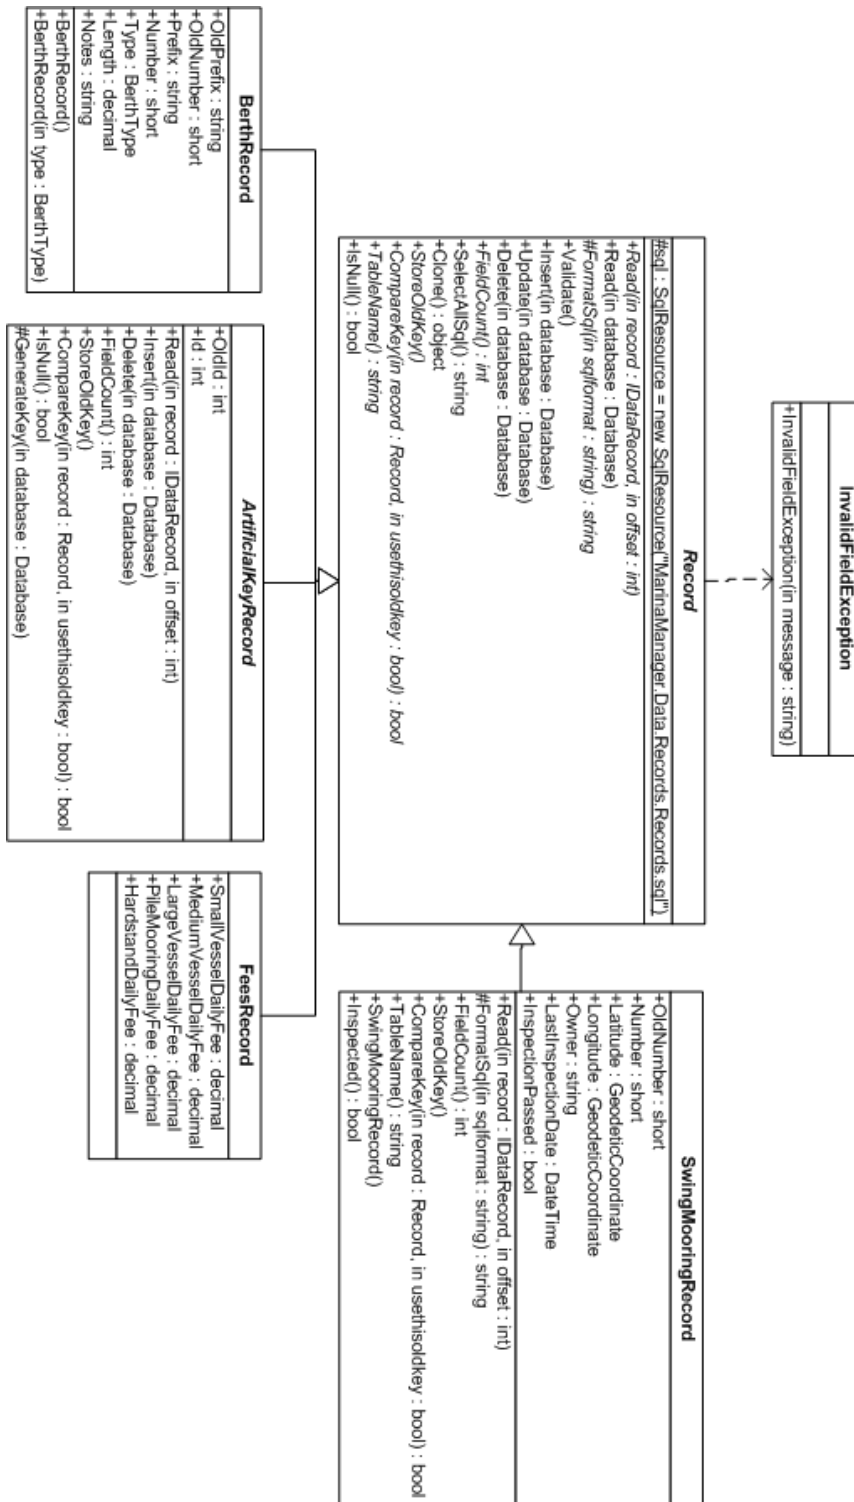 InvalidFieldException
+InvalidFieldException(in message : string)
Record
#sql : SqlResource = new SqlResource("MarinaManager.Data.Records.Records.sql")
+Read(in record : IDataRecord, in offset : int)
+Read(in database : Database)
#FormatSql(in sqlformat : string) : string
+Validate()
+Insert(in database : Database)
+Update(in database : Database)
+Delete(in database : Database)
+FieldCount() : int
+SelectAllSql() : string
+Clone() : object
+StoreOldKey()
+CompareKey(in record : Record, in usethisoldkey : bool) : bool
+TableName() : string
+IsNull() : bool
SwingMooringRecord
+OldNumber : short
+Number : short
+Latitude : GeodeticCoordinate
+Longitude : GeodeticCoordinate
+Owner : string
+LastInspectionDate : DateTime
+InspectionPassed : bool
+Read(in record : IDataRecord, in offset : int)
#FormatSql(in sqlformat : string) : string
+FieldCount() : int
+StoreOldKey()
+CompareKey(in record : Record, in usethisoldkey : bool) : bool
+TableName() : string
+SwingMooringRecord()
+Inspected() : bool
BerthRecord
+OldPrefix : string
+OldNumber : short
+Prefix : string
+Number : short
+Type : BerthType
+Length : decimal
+Notes : string
+BerthRecord()
+BerthRecord(in type : BerthType)
ArtificialKeyRecord
+OldId : int
+Id : int
+Read(in record : IDataRecord, in offset : int)
+Insert(in database : Database)
+Delete(in database : Database)
+FieldCount() : int
+StoreOldKey()
+CompareKey(in record : Record, in usethisoldkey : bool) : bool
+IsNull() : bool
#GenerateKey(in database : Database)
FeesRecord
+SmallVesselDailyFee : decimal
+MediumVesselDailyFee : decimal
+LargeVesselDailyFee : decimal
+PileMooringDailyFee : decimal
+HardstandDailyFee : decimal